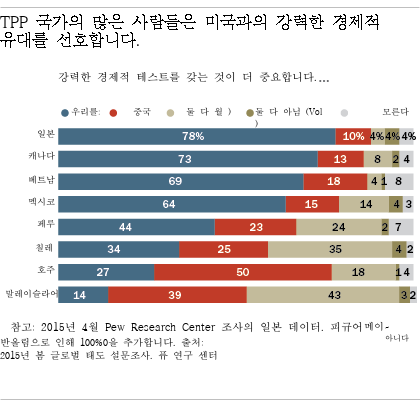 TPP 국가의 많은 사람들은 미국과의 강력한 경제적
유대를 선호합니다.
강력한 경제적 테스트를 갖는 것이 더 중요합니다....
우리를: 중국 둘 다 월 ) 둘 다 아님 (Vol 모른다
)
일본 78% 10% 4% 4% 4%
캐나다 73 13 8 2 4
베트남 69 18 4 1 8
멕시코 64 15 14 4 3
페루 44 23 24 2 7
칠레 34 25 35 4 2
호주 27 50 18 1 4
말레이슬라어 14 39 43 3 2
참고: 2015년 4월 Pew Research Center 조사의 일본 데이터. 피규어 메이-
아니다
반올림으로 인해 100%0을 추가합니다. 출처:
2015년 봄 글로벌 태도 설문조사. 퓨 연구 센터